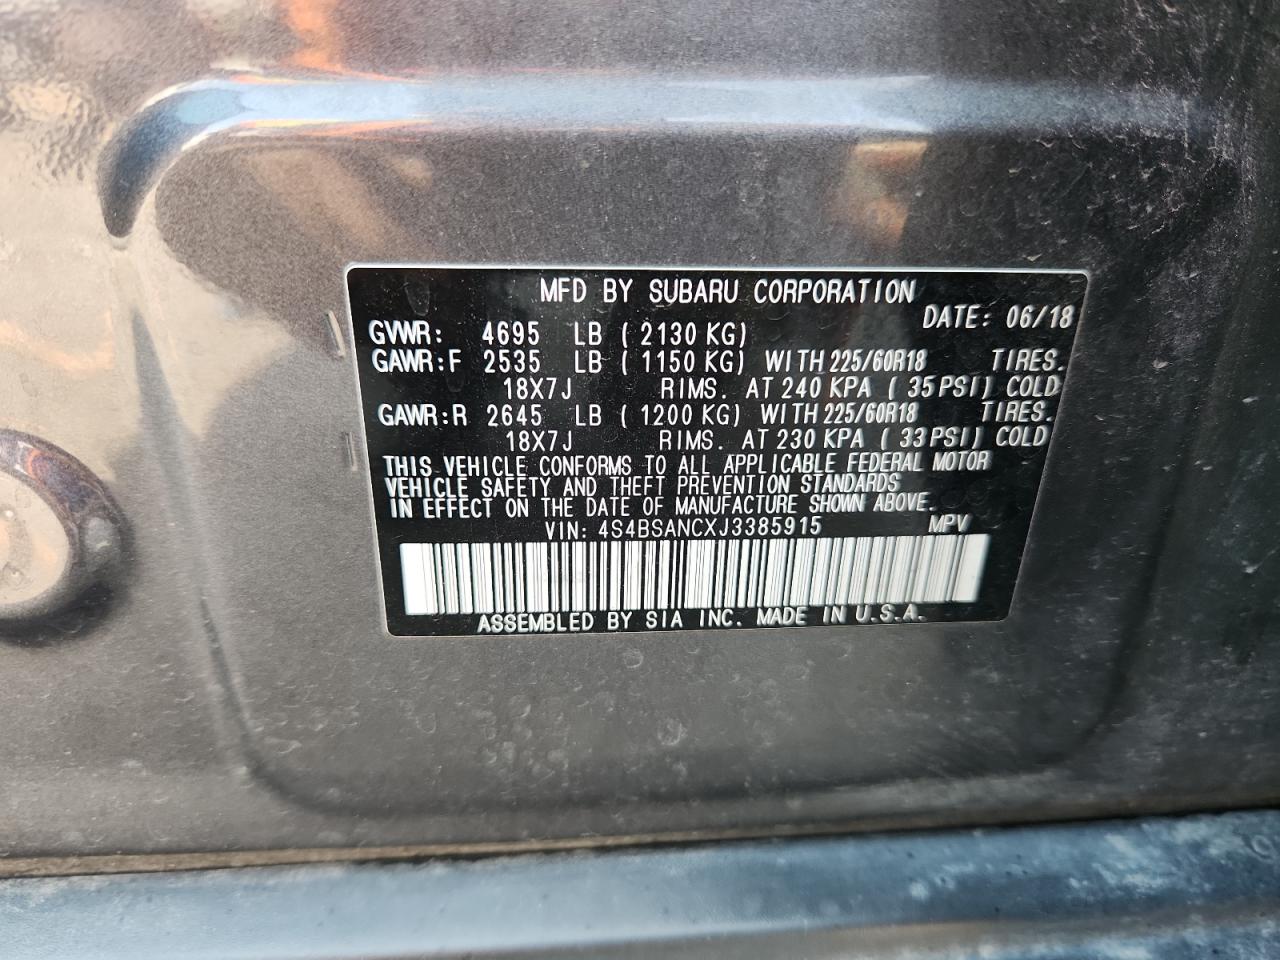 MFD BY SUBARU CORPORATION
DATE: 06/18
GVWR: 4695 LB ( 2130 KG)
GAWR:F 2535 LB ( 1150 KG) WITH 225/60R18 TIRES.
18X7J RIMS. AT 240 KPA ( 35 PSI) COLD
GAWR:R 2645 LB ( 1200 KG) WITH 225/60R18 TIRES.
18X7J RIMS. AT 230 KPA ( 33 PSI) COLD
THIS VEHICLE CONFORMS TO ALL APPLICABLE FEDERAL MOTOR
VEHICLE SAFETY AND THEFT PREVENTION STANDARDS
IN EFFECT ON THE DATE OF MANUFACTURE SHOWN ABOVE.
VIN: 4S4BSANCXJ3385915 MPV
ASSEMBLED BY SIA INC. MADE IN U.S.A.